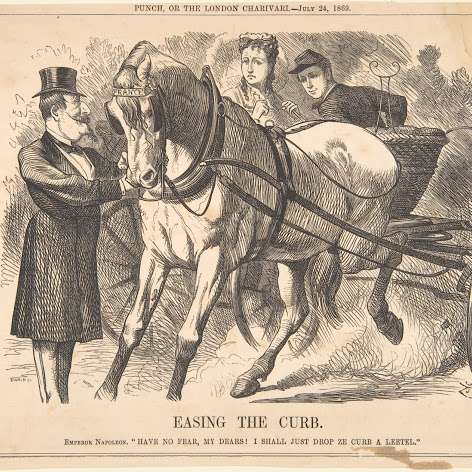 PUNCH, OR THE LONDON CHARIVARI.—JULY 24, 1869.
FRANCE
EASING THE CURB.
EMPEROR NAPOLEON. "HAVE NO FEAR, MY DEARS! I SHALL JUST DROP ZE CURB A LEETEL."